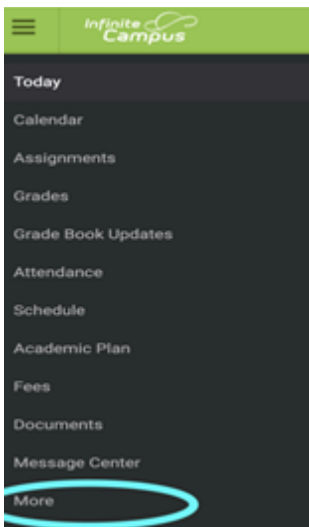 Infinite
Campus
Today
Calendar
Assignments
Grades
Grade Book Updates
Attendance
Schedule
Academic Plan
Fees
Documents
Message Center
More